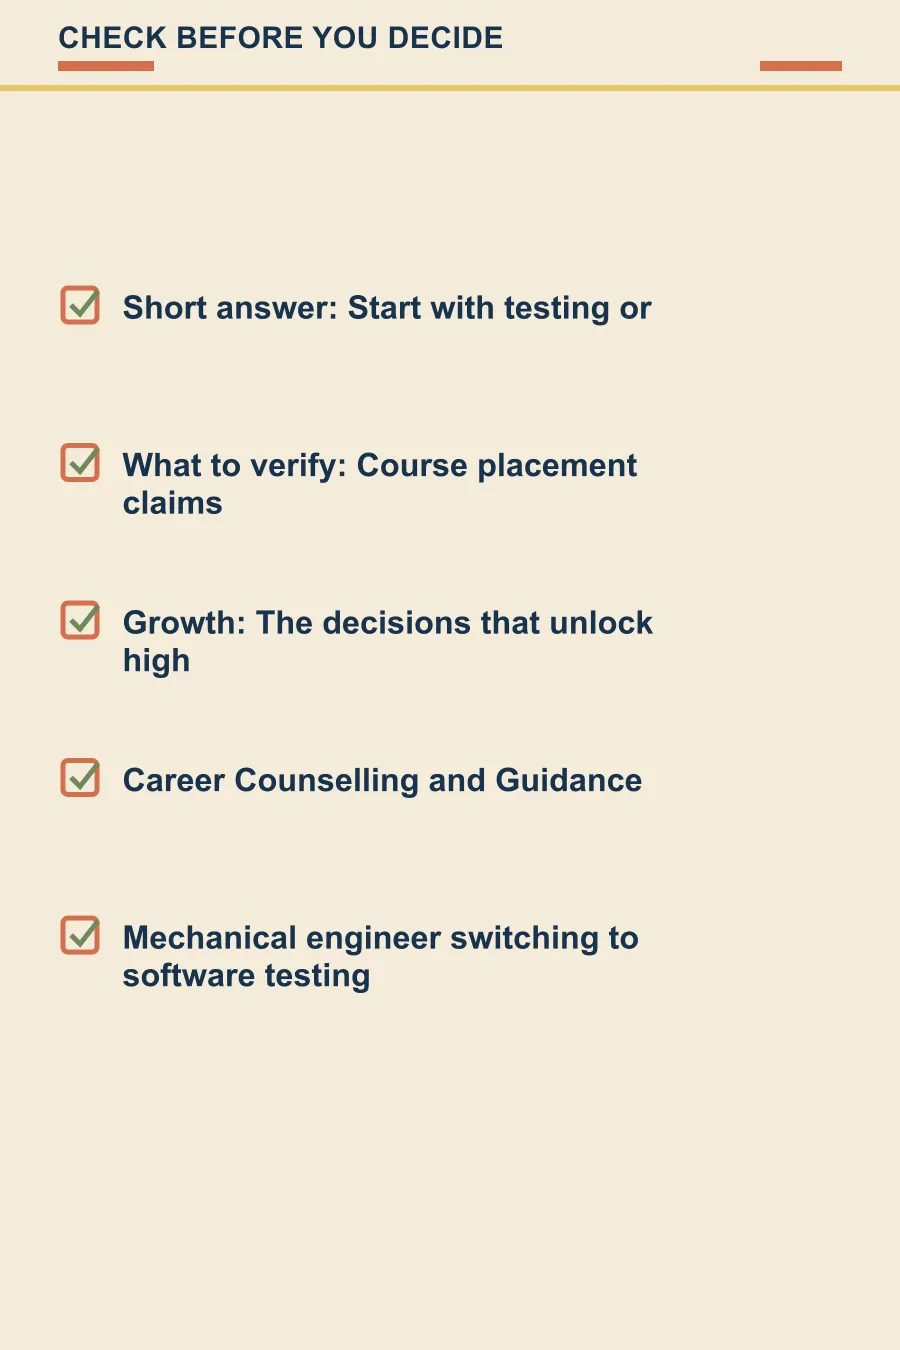 CHECK BEFORE YOU DECIDE
Short answer: Start with testing or
What to verify: Course placement
claims
Growth: The decisions that unlock
high
Career Counselling and Guidance
Mechanical engineer switching to
software testing